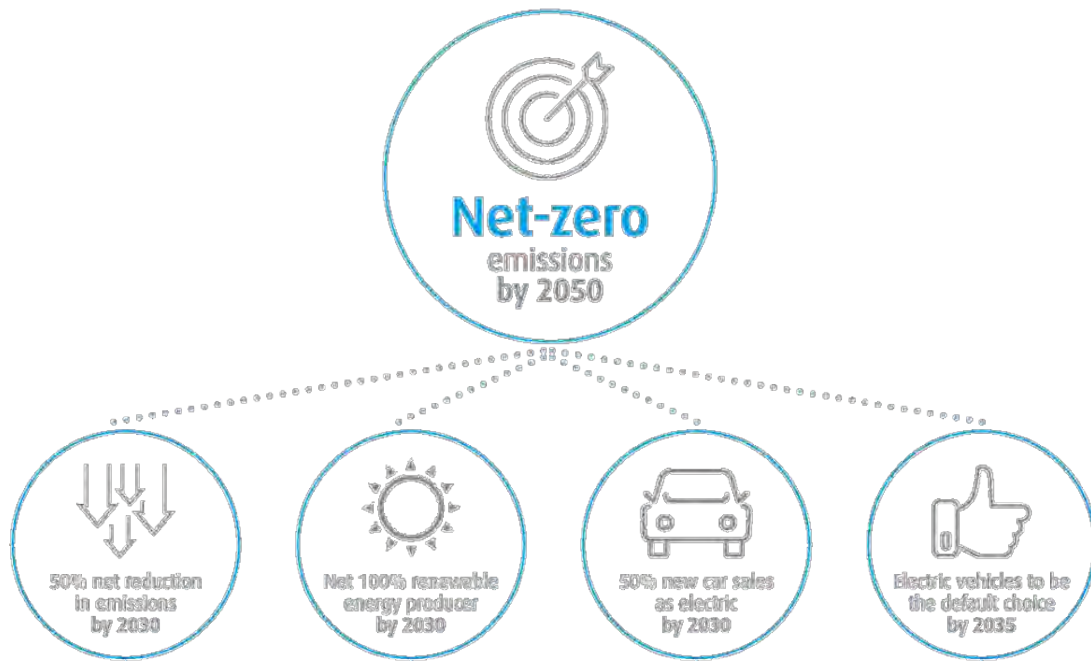 Net-zero
emissions
by 2050
50% net reduction
in emissions
by 2030
Net 100% renewable
energy producer
by 2030
50% new car sales
as electric
by 2030
Electric vehicles to be
the default choice
by 2035